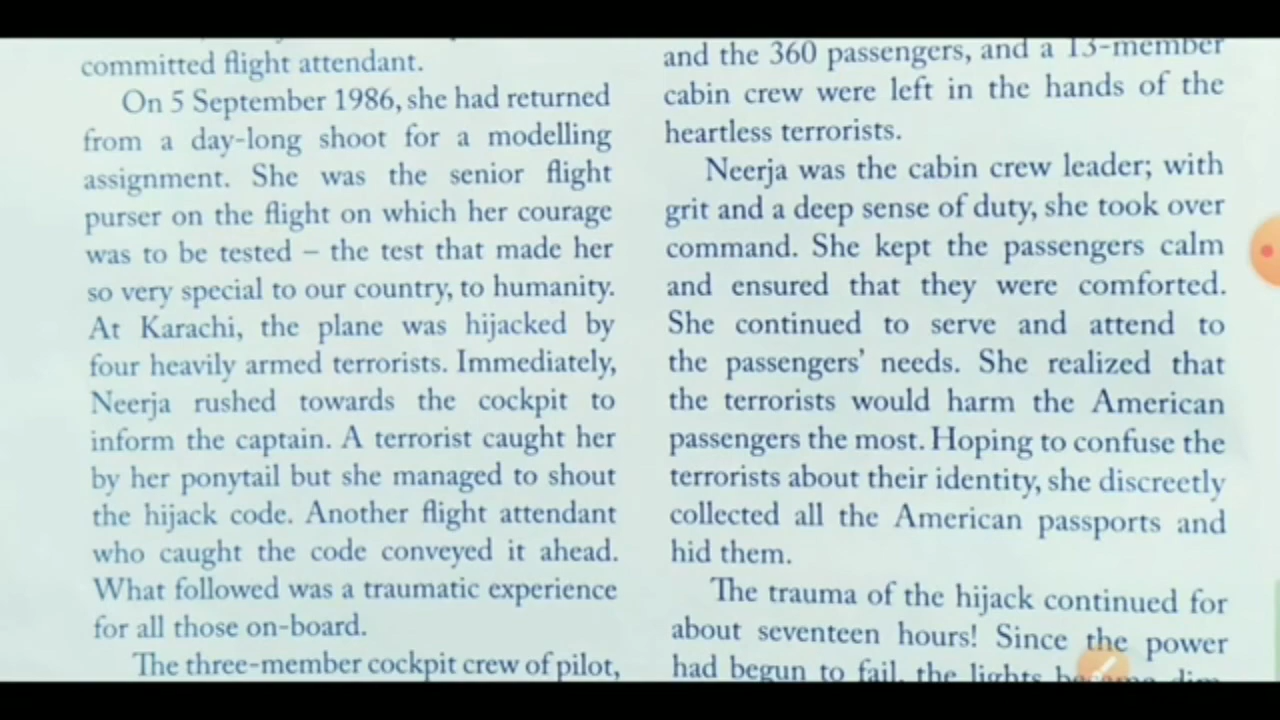 committed flight attendant.
On 5 September 1986, she had returned
from a day-long shoot for a modelling
assignment. She was the senior flight
purser on the flight on which her courage
was to be tested – the test that made her
so very special to our country, to humanity.
At Karachi, the plane was hijacked by
four heavily armed terrorists. Immediately,
Neerja rushed towards the cockpit to
inform the captain. A terrorist caught her
by her ponytail but she managed to shout
the hijack code. Another flight attendant
who caught the code conveyed it ahead.
What followed was a traumatic experience
for all those on-board.
The three-member cockpit crew of pilot,
and the 360 passengers, and a 13-member
cabin crew were left in the hands of the
heartless terrorists.
Neerja was the cabin crew leader; with
grit and a deep sense of duty, she took over
command. She kept the passengers calm
and ensured that they were comforted.
She continued to serve and attend to
the passengers' needs. She realized that
the terrorists would harm the American
passengers the most. Hoping to confuse the
terrorists about their identity, she discreetly
collected all the American passports and
hid them.
The trauma of the hijack continued for
about seventeen hours! Since the power
had begun to fail, the lights